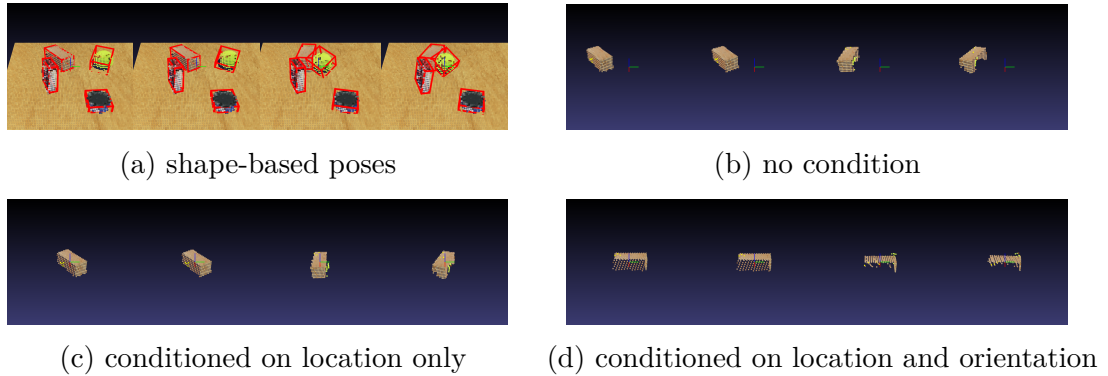 (a) shape-based poses
(b) no condition
(c) conditioned on location only
(d) conditioned on location and orientation